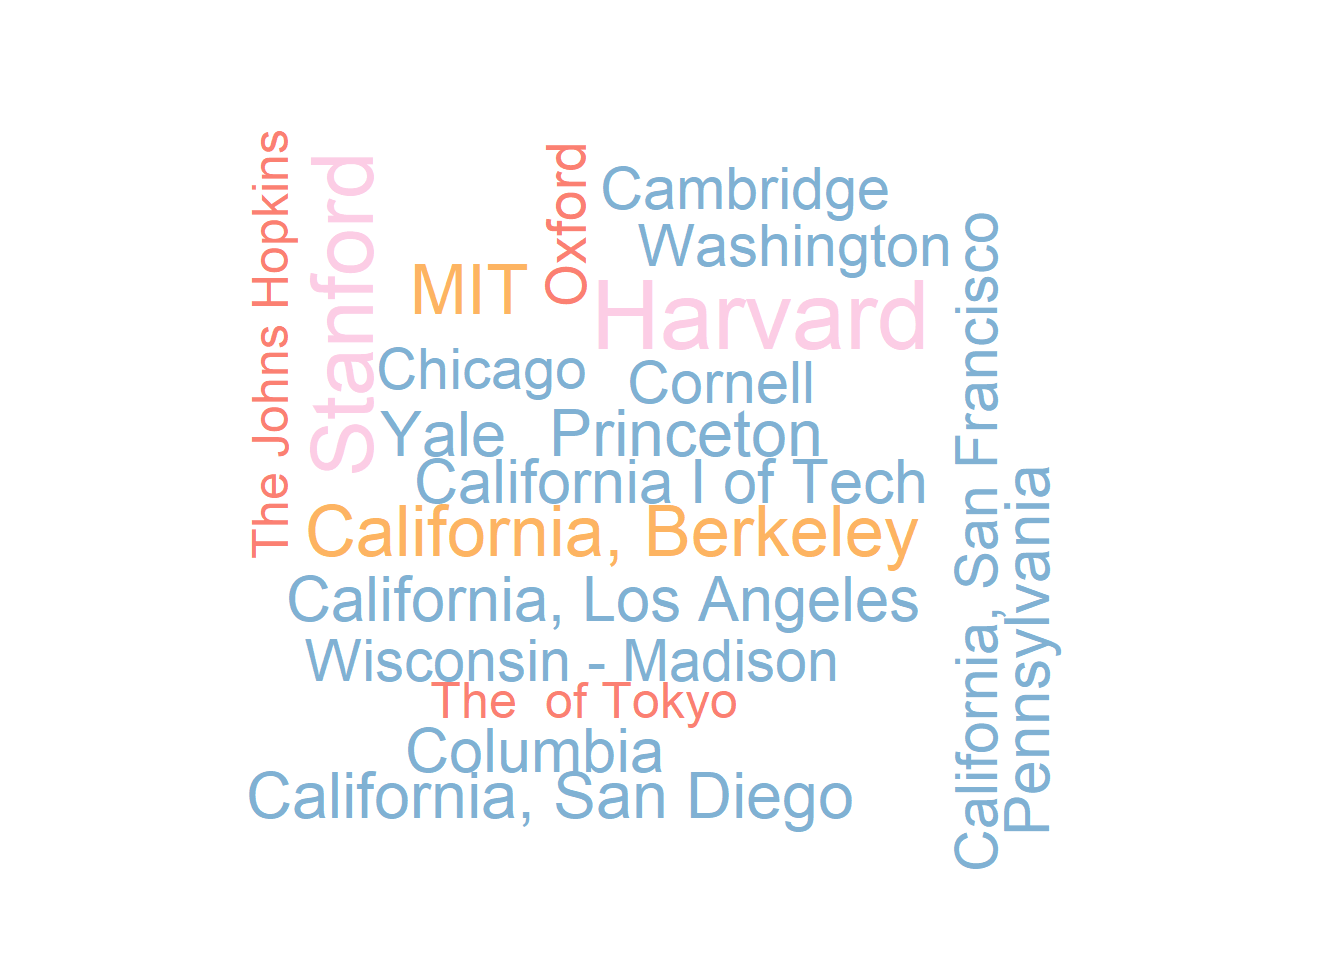 The Johns Hopkins
Stanford
Oxford
Cambridge
Washington
MIT
Harvard
Chicago
Cornell
Yale
Princeton
California I of Tech
California, Berkeley
California, San Francisco
Pennsylvania
California, Los Angeles
Wisconsin - Madison
The  of Tokyo
Columbia
California, San Diego